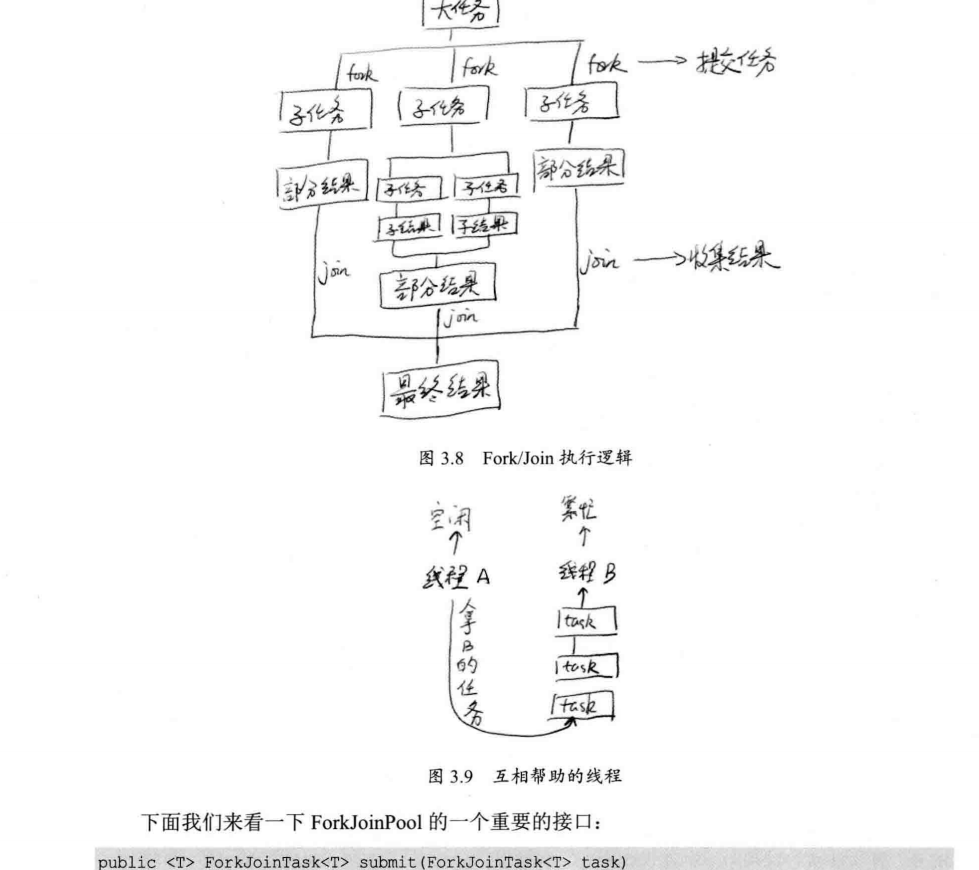 大任务
fork fork fork → 提交任务
子任务 子任务 子任务
部分结果 子任务 子任务 部分结果
子结果 子结果
join 部分结果 join → 收集结果
join
最终结果
图 3.8 Fork/Join 执行逻辑
空闲 繁忙
线程 A 线程 B
拿B的任务
task
task
task
图 3.9 互相帮助的线程
下面我们来看一下 ForkJoinPool 的一个重要的接口：
public <T> ForkJoinTask<T> submit(ForkJoinTask<T> task)